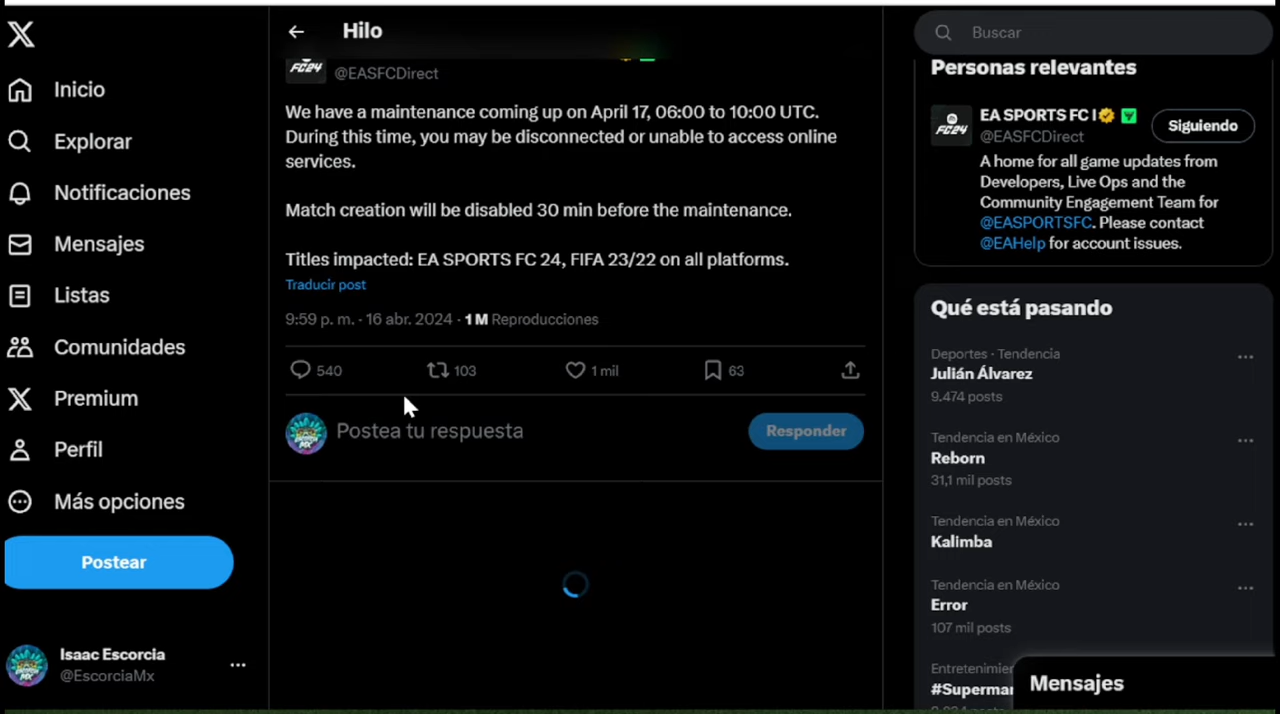 Inicio
Explorar
Notificaciones
Mensajes
Listas
Comunidades
Premium
Perfil
Más opciones
Postear
Isaac Escorcia
@EscorciaMx
Hilo
FC24
@EASFCDirect
We have a maintenance coming up on April 17, 06:00 to 10:00 UTC.
During this time, you may be disconnected or unable to access online
services.
Match creation will be disabled 30 min before the maintenance.
Titles impacted: EA SPORTS FC 24, FIFA 23/22 on all platforms.
Traducir post
9:59 p. m. · 16 abr. 2024 · 1 M Reproducciones
540 103 1 mil 63
Postea tu respuesta
Responder
Buscar
Personas relevantes
FC24
EA SPORTS FC
@EASFCDirect
Siguiendo
A home for all game updates from
Developers, Live Ops and the
Community Engagement Team for
@EASPORTSFC. Please contact
@EAHelp for account issues.
Qué está pasando
Deportes · Tendencia
Julián Álvarez
9.474 posts
Tendencia en México
Reborn
31,1 mil posts
Tendencia en México
Kalimba
Tendencia en México
Error
107 mil posts
Mensajes